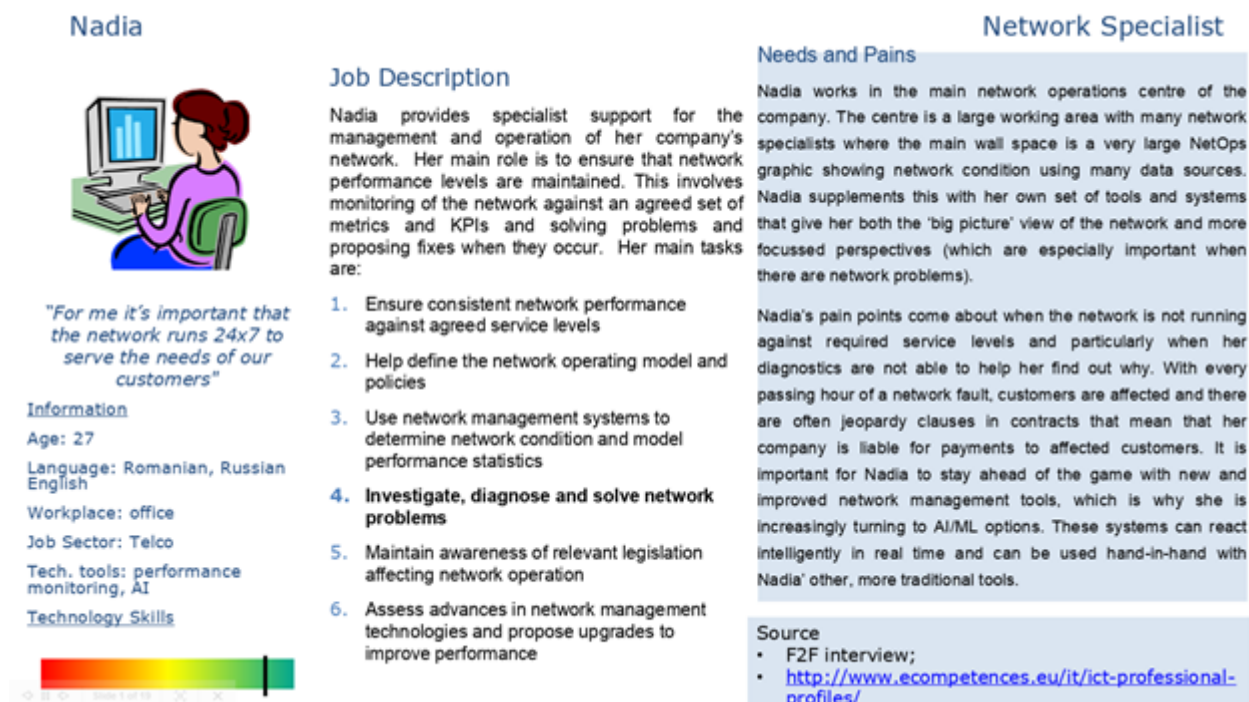 Nadia
Network Specialist
"For me it's important that
the network runs 24x7 to
serve the needs of our
customers"
Information
Age: 27
Language: Romanian, Russian
English
Workplace: office
Job Sector: Telco
Tech. tools: performance
monitoring, AI
Technology Skills
Slide 1 of 19
Job Description
Nadia provides specialist support for the
management and operation of her company's
network. Her main role is to ensure that network
performance levels are maintained. This involves
monitoring of the network against an agreed set of
metrics and KPIs and solving problems and
proposing fixes when they occur. Her main tasks
are:
1. Ensure consistent network performance
against agreed service levels
2. Help define the network operating model and
policies
3. Use network management systems to
determine network condition and model
performance statistics
4. Investigate, diagnose and solve network
problems
5. Maintain awareness of relevant legislation
affecting network operation
6. Assess advances in network management
technologies and propose upgrades to
improve performance
Needs and Pains
Nadia works in the main network operations centre of the
company. The centre is a large working area with many network
specialists where the main wall space is a very large NetOps
graphic showing network condition using many data sources.
Nadia supplements this with her own set of tools and systems
that give her both the 'big picture' view of the network and more
focussed perspectives (which are especially important when
there are network problems).
Nadia's pain points come about when the network is not running
against required service levels and particularly when her
diagnostics are not able to help her find out why. With every
passing hour of a network fault, customers are affected and there
are often jeopardy clauses in contracts that mean that her
company is liable for payments to affected customers. It is
important for Nadia to stay ahead of the game with new and
improved network management tools, which is why she is
increasingly turning to AI/ML options. These systems can react
intelligently in real time and can be used hand-in-hand with
Nadia' other, more traditional tools.
Source
• F2F interview;
• http://www.ecompetences.eu/it/ict-professional-
profiles/